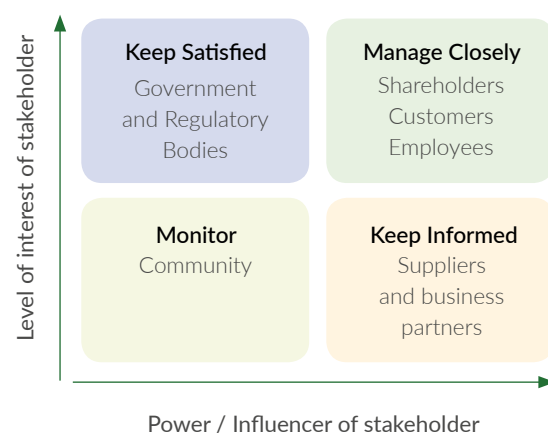 Level of interest of stakeholder
Keep Satisfied
Government
and Regulatory
Bodies
Manage Closely
Shareholders
Customers
Employees
Monitor
Community
Keep Informed
Suppliers
and business
partners
Power / Influencer of stakeholder